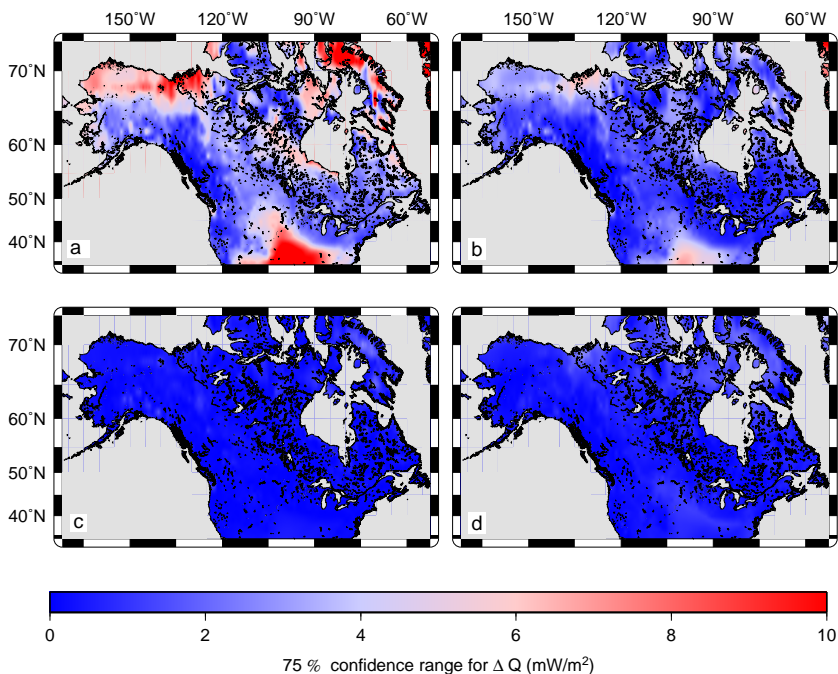 150˚W 120˚W 90˚W 60˚W 150˚W 120˚W 90˚W 60˚W
70˚N
60˚N
50˚N
40˚N
a
b
70˚N
60˚N
50˚N
40˚N
c
d
0 2 4 6 8 10
75 % confidence range for Δ Q (mW/m²)